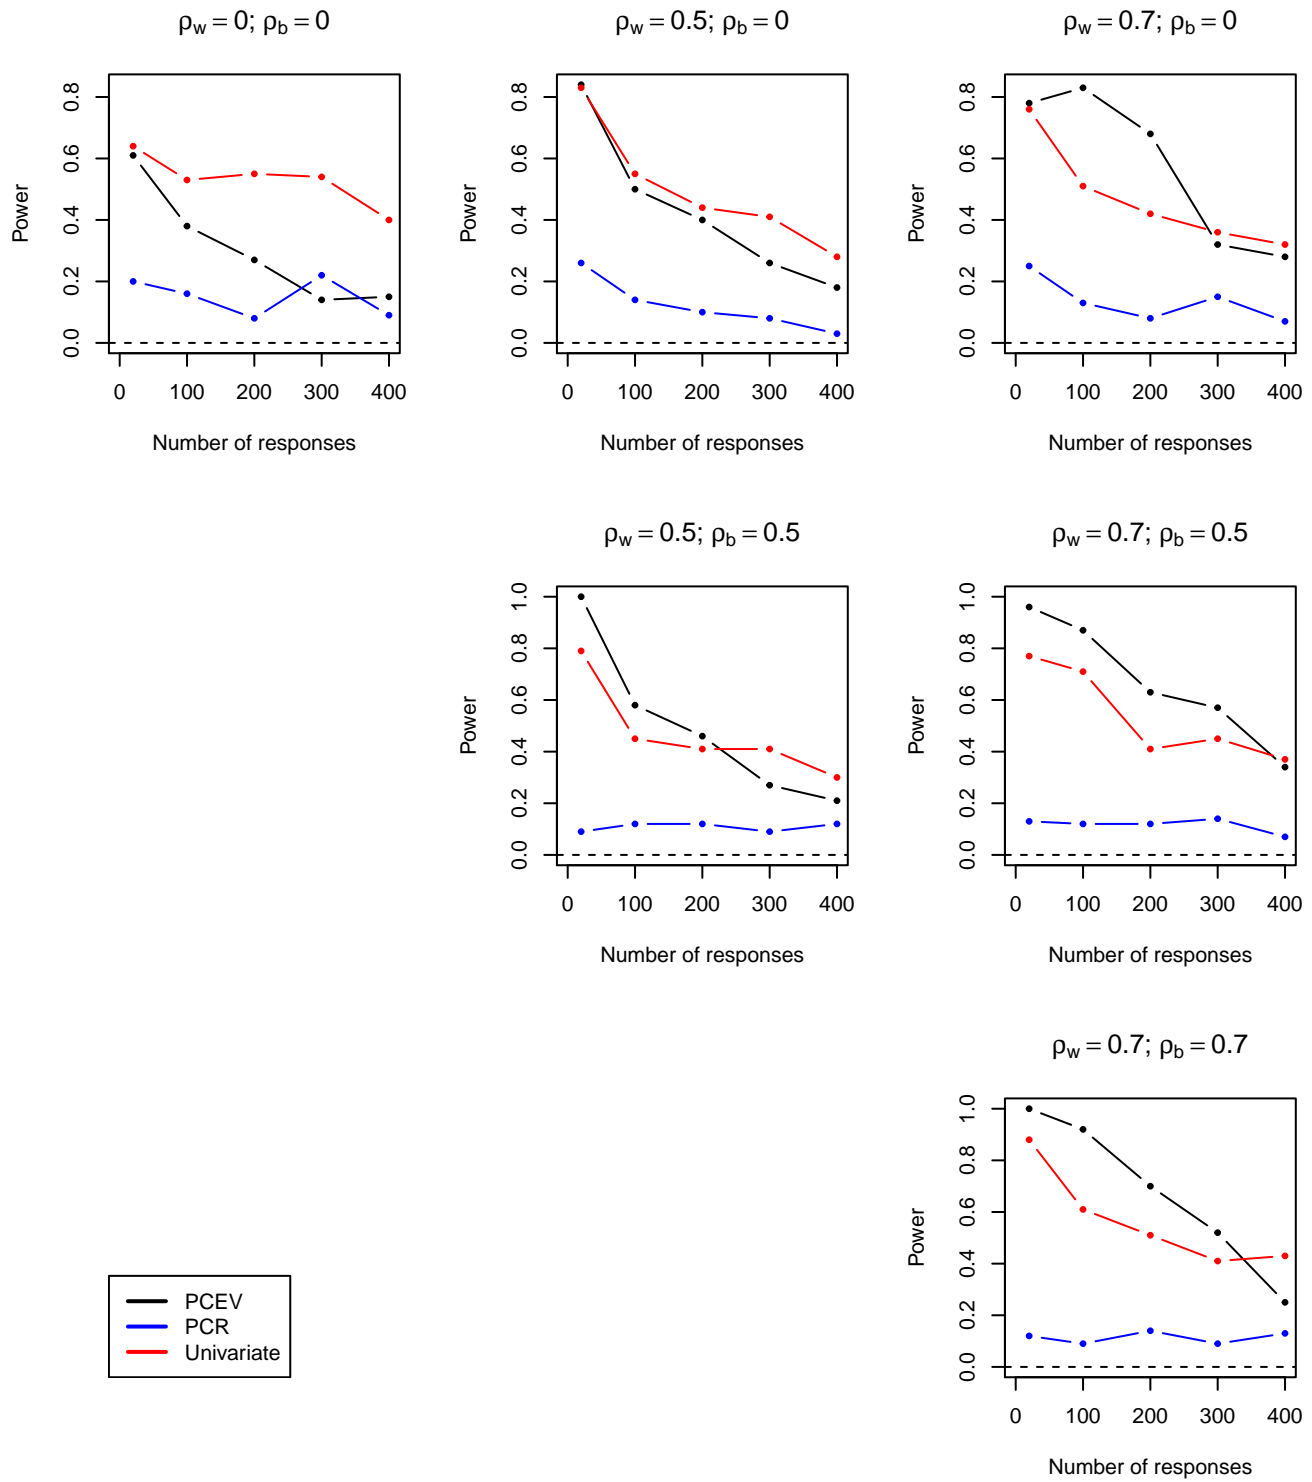 ρw = 0; ρb = 0
Power
0.0 0.2 0.4 0.6 0.8
0 100 200 300 400
Number of responses
ρw = 0.5; ρb = 0
Power
0.0 0.2 0.4 0.6 0.8
0 100 200 300 400
Number of responses
ρw = 0.7; ρb = 0
Power
0.0 0.2 0.4 0.6 0.8
0 100 200 300 400
Number of responses
ρw = 0.5; ρb = 0.5
Power
0.0 0.2 0.4 0.6 0.8 1.0
0 100 200 300 400
Number of responses
ρw = 0.7; ρb = 0.5
Power
0.0 0.2 0.4 0.6 0.8 1.0
0 100 200 300 400
Number of responses
ρw = 0.7; ρb = 0.7
Power
0.0 0.2 0.4 0.6 0.8 1.0
0 100 200 300 400
Number of responses
PCEV
PCR
Univariate